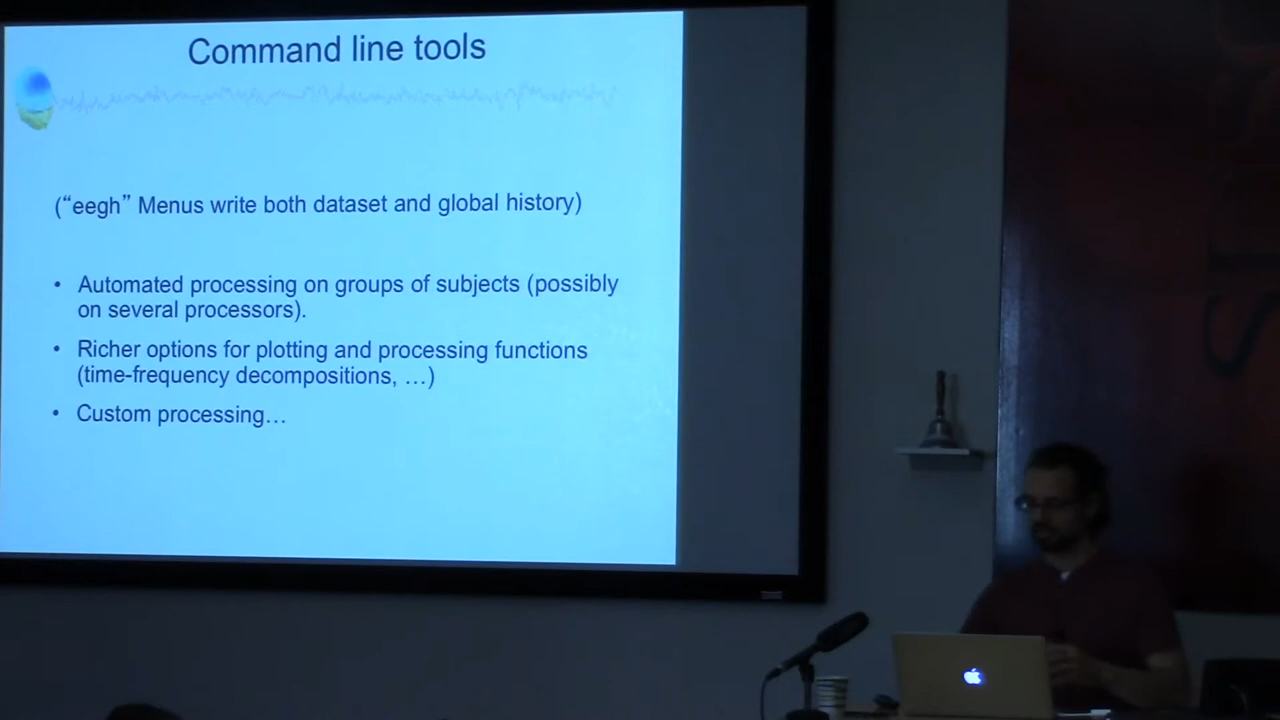 Command line tools
(“eegh” Menus write both dataset and global history)
• Automated processing on groups of subjects (possibly
on several processors).
• Richer options for plotting and processing functions
(time-frequency decompositions, …)
• Custom processing…